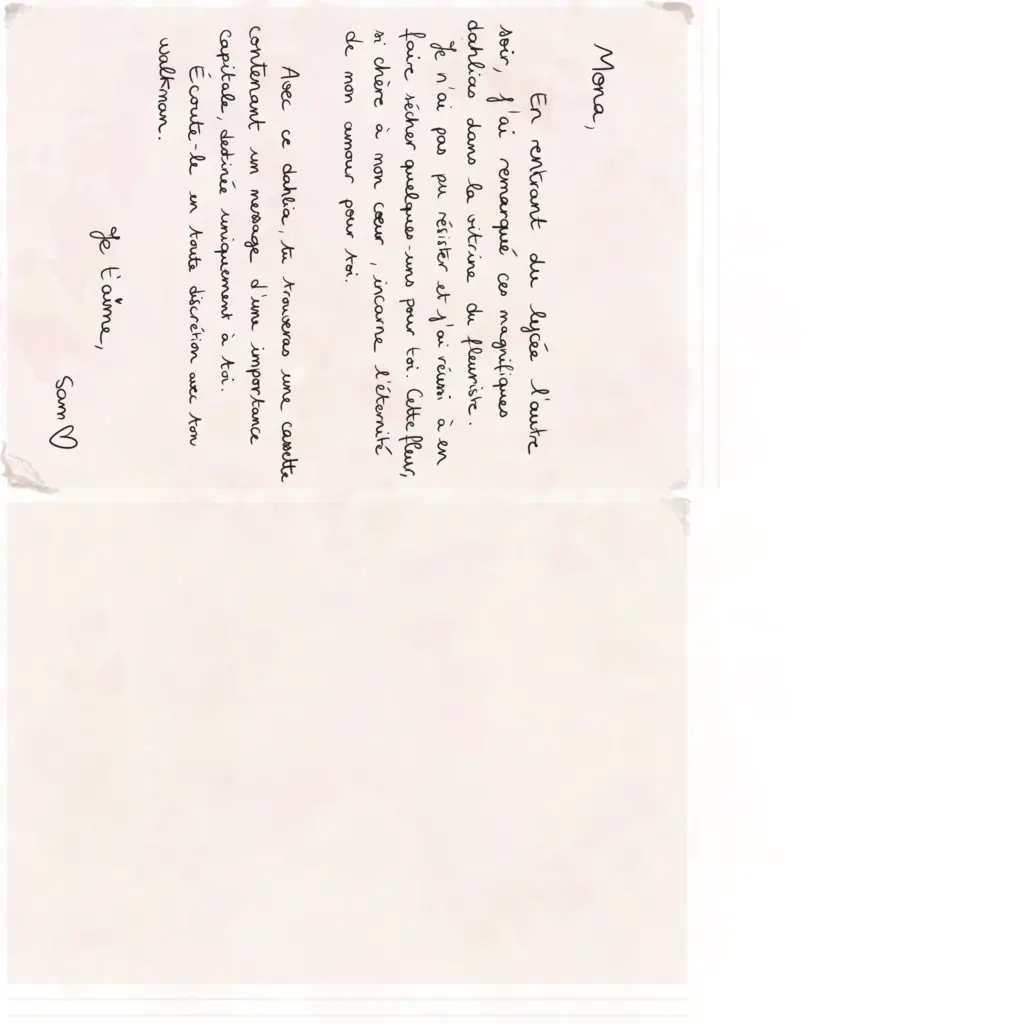 Mona,
En rentrant du lycée l'autre
soir, j'ai remarqué ces magnifiques
dahlias dans la vitrine du fleuriste.
Je n'ai pas pu résister et j'ai réussi à en
faire sécher quelques-uns pour toi. Cette fleur,
si chère à mon cœur, incarne l'éternité
de mon amour pour toi.
Avec ce dahlia, tu trouveras une cassette
contenant un message d'une importance
capitale, destinée uniquement à toi.
Écoute-le en toute discrétion avec ton
walkman.
Je t'aime,
Sam ♡